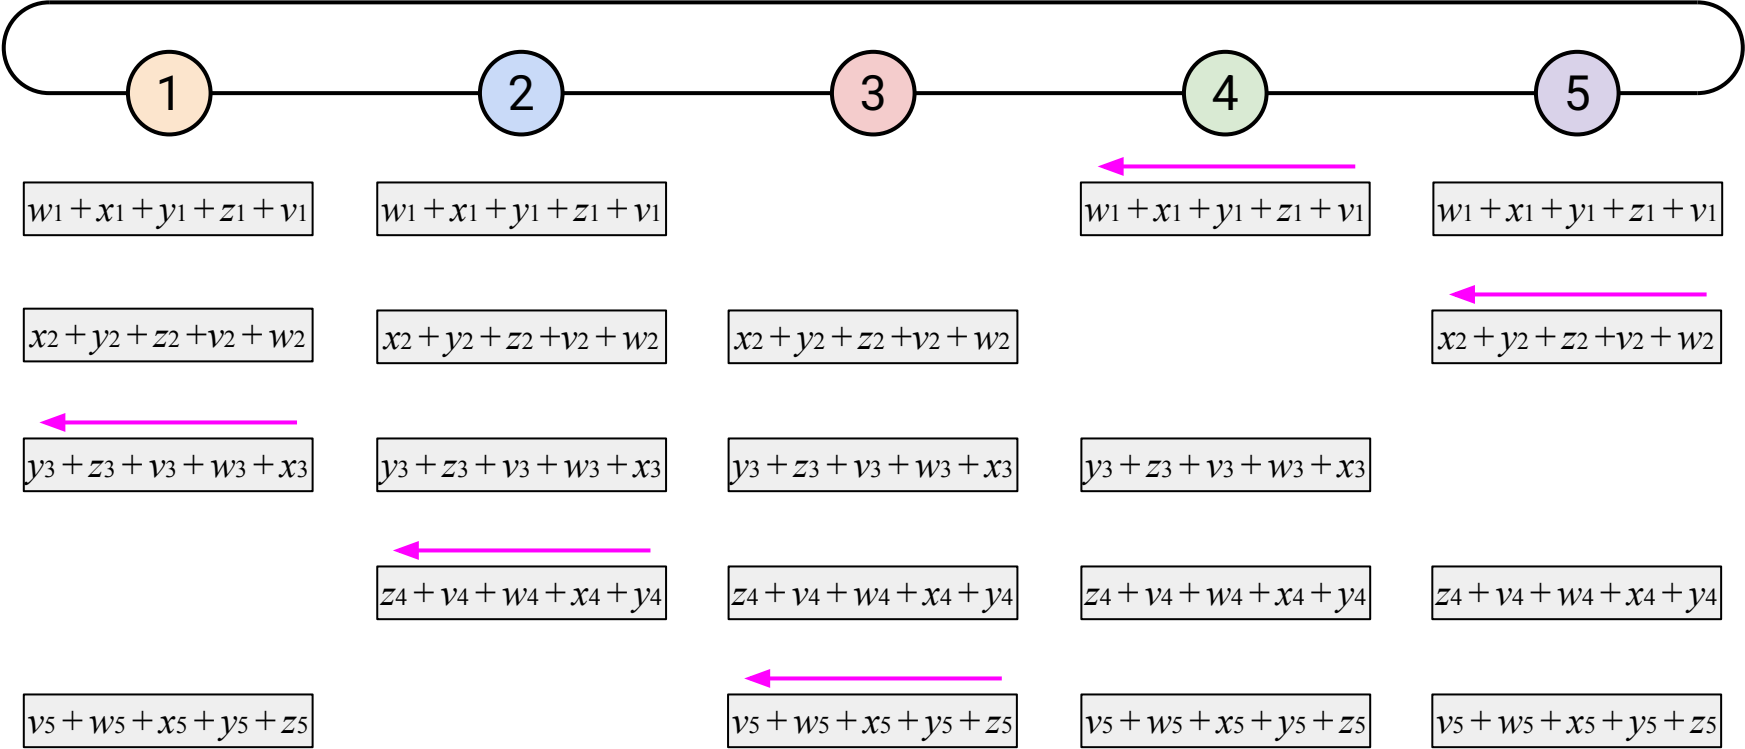 1 2 3 4 5
w1 + x1 + y1 + z1 + v1 w1 + x1 + y1 + z1 + v1 w1 + x1 + y1 + z1 + v1 w1 + x1 + y1 + z1 + v1
x2 + y2 + z2 +v2 + w2 x2 + y2 + z2 +v2 + w2 x2 + y2 + z2 +v2 + w2 x2 + y2 + z2 +v2 + w2
y3 + z3 + v3 + w3 + x3 y3 + z3 + v3 + w3 + x3 y3 + z3 + v3 + w3 + x3 y3 + z3 + v3 + w3 + x3
z4 + v4 + w4 + x4 + y4 z4 + v4 + w4 + x4 + y4 z4 + v4 + w4 + x4 + y4 z4 + v4 + w4 + x4 + y4
v5 + w5 + x5 + y5 + z5 v5 + w5 + x5 + y5 + z5 v5 + w5 + x5 + y5 + z5 v5 + w5 + x5 + y5 + z5